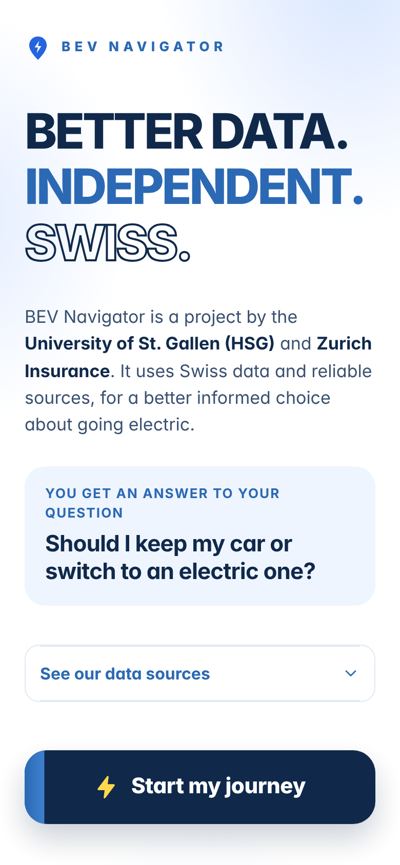 BEV NAVIGATOR
BETTER DATA.
INDEPENDENT.
SWISS.
BEV Navigator is a project by the
University of St. Gallen (HSG) and Zurich
Insurance. It uses Swiss data and reliable
sources, for a better informed choice
about going electric.
YOU GET AN ANSWER TO YOUR
QUESTION
Should I keep my car or
switch to an electric one?
See our data sources
Start my journey